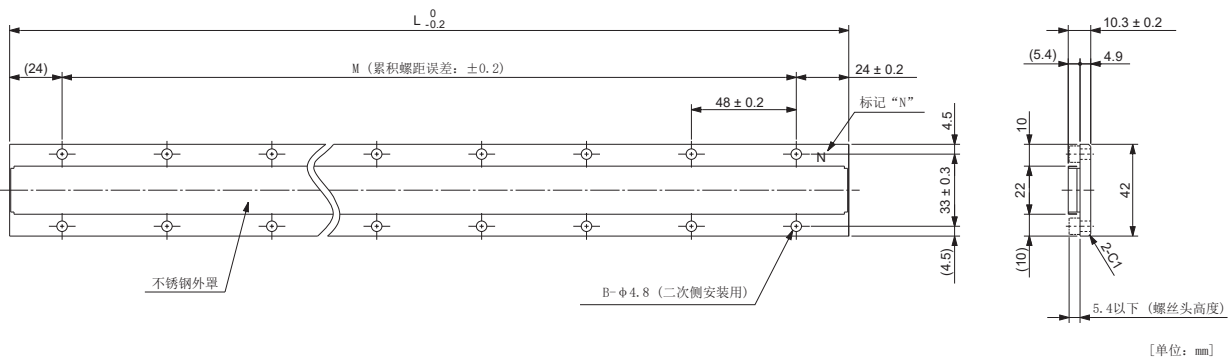 L 0 -0.2
10.3 ± 0.2
(24)
M (累积螺距误差: ±0.2)
24 ± 0.2
(5.4)
4.9
48 ± 0.2
标记“N”
4.5
10
N
33 ± 0.3
22
42
(4.5)
(10)
2-C1
不锈钢外罩
B-φ4.8 (二次侧安装用)
5.4以下 (螺丝头高度)
[单位: mm]